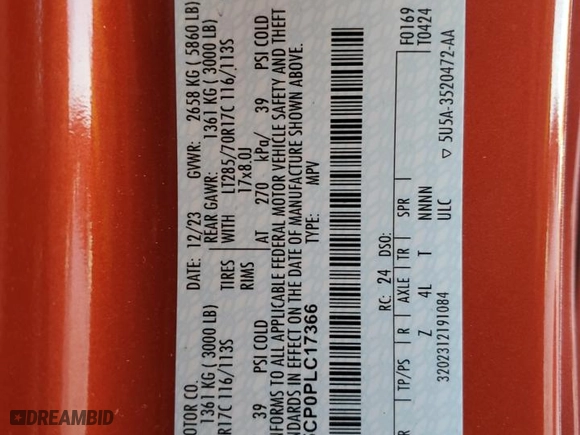 OTOR CO.
DATE: 12/23 GVWR: 2658 KG ( 5860 LB)
1361 KG ( 3000 LB) REAR GAWR: 1361 KG ( 3000 LB)
R17C 116/113S TIRES WITH LT285/70R17C 116/113S
RIMS 17x8.0J
39 PSI COLD AT 270 kPa/ 39 PSI COLD
NFORMS TO ALL APPLICABLE FEDERAL MOTOR VEHICLE SAFETY AND THEFT
NDARDS IN EFFECT ON THE DATE OF MANUFACTURE SHOWN ABOVE.
5CP0PLC17366 TYPE: MPV
F0169
T0424
RC: 24 DSO:
R TP/PS R AXLE TR SPR
Z 4L T NNNN
3202312191084 ULC ▽ 5U5A-3520472-AA
DREAMBID